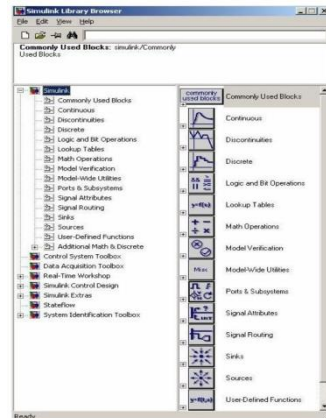 Simulink Library Browser
File Edit View Help
Commonly Used Blocks: simulink/Commonly
Used Blocks
Simulink
Commonly Used Blocks
Continuous
Discontinuities
Discrete
Logic and Bit Operations
Lookup Tables
Math Operations
Model Verification
Model-Wide Utilities
Ports & Subsystems
Signal Attributes
Signal Routing
Sinks
Sources
User-Defined Functions
Additional Math & Discrete
Control System Toolbox
Data Acquisition Toolbox
Real-Time Workshop
Simulink Control Design
Simulink Extras
Stateflow
System Identification Toolbox
commonly
used blocks
Commonly Used Blocks
Continuous
Discontinuities
Discrete
Logic and Bit Operations
y=f(u)
Lookup Tables
Math Operations
Model Verification
Misc
Model-Wide Utilities
Ports & Subsystems
Signal Attributes
Signal Routing
Sinks
Sources
y=f(u)
User-Defined Functions
Ready